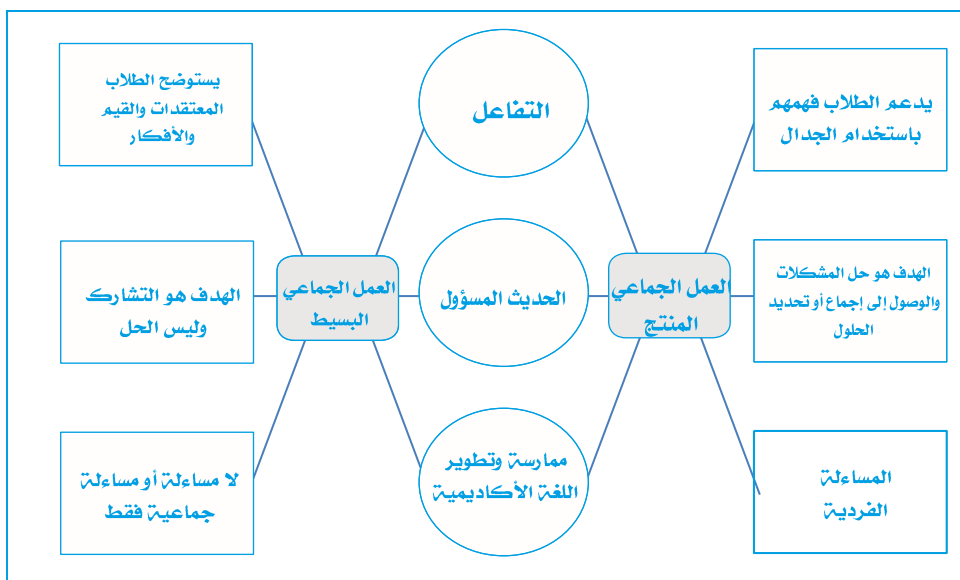 يدعم الطلاب فهمهم
باستخدام الجدال
التفاعل
يستوضح الطلاب
المعتقدات والقيم
والأفكار
الهدف هو حل المشكلات
والوصول إلى إجماع أو تحديد
الحلول
العمل الجماعي
المنتج
الحديث المسؤول
العمل الجماعي
البسيط
الهدف هو التشارك
وليس الحل
المساءلة
الفردية
ممارسة وتطوير
اللغة الأكاديمية
لا مساءلة أو مساءلة
جماعية فقط